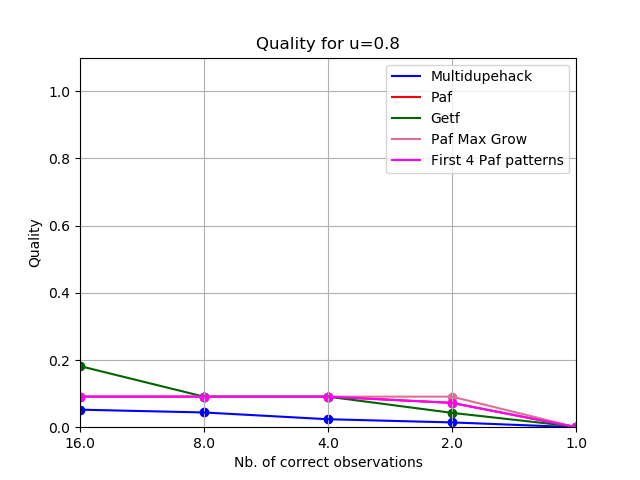 Quality for u=0.8
Multidupehack
Paf
Getf
Paf Max Grow
First 4 Paf patterns
Quality
1.0
0.8
0.6
0.4
0.2
0.0
16.0 8.0 4.0 2.0 1.0
Nb. of correct observations